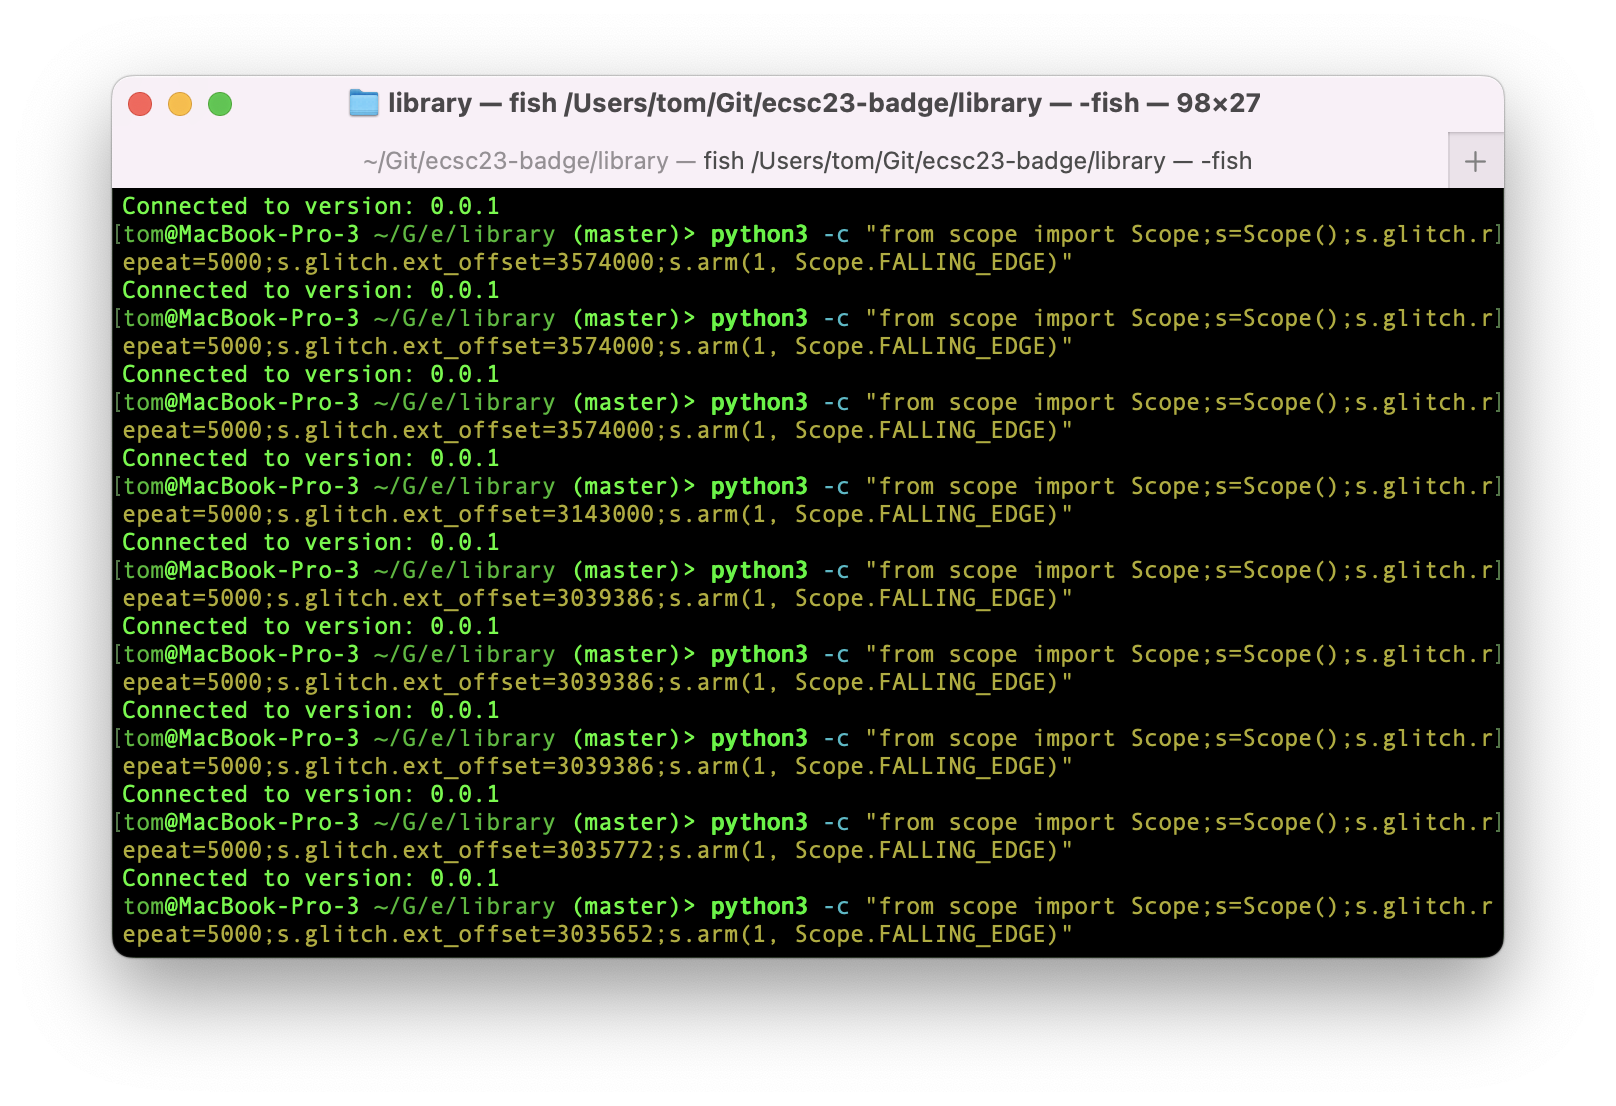 library — fish /Users/tom/Git/ecsc23-badge/library — -fish — 98×27
~/Git/ecsc23-badge/library — fish /Users/tom/Git/ecsc23-badge/library — -fish +
Connected to version: 0.0.1
[tom@MacBook-Pro-3 ~/G/e/library (master)> python3 -c "from scope import Scope;s=Scope();s.glitch.r]
epeat=5000;s.glitch.ext_offset=3574000;s.arm(1, Scope.FALLING_EDGE)"
Connected to version: 0.0.1
[tom@MacBook-Pro-3 ~/G/e/library (master)> python3 -c "from scope import Scope;s=Scope();s.glitch.r]
epeat=5000;s.glitch.ext_offset=3574000;s.arm(1, Scope.FALLING_EDGE)"
Connected to version: 0.0.1
[tom@MacBook-Pro-3 ~/G/e/library (master)> python3 -c "from scope import Scope;s=Scope();s.glitch.r]
epeat=5000;s.glitch.ext_offset=3574000;s.arm(1, Scope.FALLING_EDGE)"
Connected to version: 0.0.1
[tom@MacBook-Pro-3 ~/G/e/library (master)> python3 -c "from scope import Scope;s=Scope();s.glitch.r]
epeat=5000;s.glitch.ext_offset=3143000;s.arm(1, Scope.FALLING_EDGE)"
Connected to version: 0.0.1
[tom@MacBook-Pro-3 ~/G/e/library (master)> python3 -c "from scope import Scope;s=Scope();s.glitch.r]
epeat=5000;s.glitch.ext_offset=3039386;s.arm(1, Scope.FALLING_EDGE)"
Connected to version: 0.0.1
[tom@MacBook-Pro-3 ~/G/e/library (master)> python3 -c "from scope import Scope;s=Scope();s.glitch.r]
epeat=5000;s.glitch.ext_offset=3039386;s.arm(1, Scope.FALLING_EDGE)"
Connected to version: 0.0.1
[tom@MacBook-Pro-3 ~/G/e/library (master)> python3 -c "from scope import Scope;s=Scope();s.glitch.r]
epeat=5000;s.glitch.ext_offset=3039386;s.arm(1, Scope.FALLING_EDGE)"
Connected to version: 0.0.1
[tom@MacBook-Pro-3 ~/G/e/library (master)> python3 -c "from scope import Scope;s=Scope();s.glitch.r]
epeat=5000;s.glitch.ext_offset=3035772;s.arm(1, Scope.FALLING_EDGE)"
Connected to version: 0.0.1
tom@MacBook-Pro-3 ~/G/e/library (master)> python3 -c "from scope import Scope;s=Scope();s.glitch.r
epeat=5000;s.glitch.ext_offset=3035652;s.arm(1, Scope.FALLING_EDGE)"